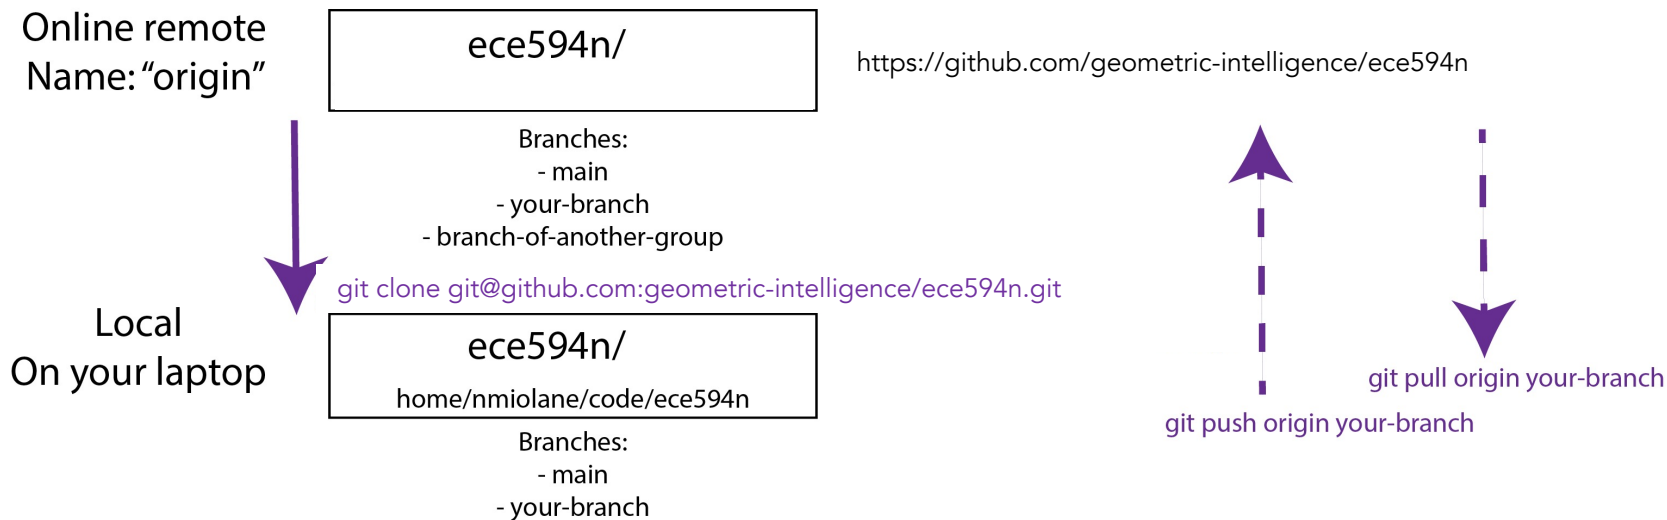 Online remote
Name: “origin”
ece594n/
https://github.com/geometric-intelligence/ece594n
Branches:
- main
- your-branch
- branch-of-another-group
git clone git@github.com:geometric-intelligence/ece594n.git
Local
On your laptop
ece594n/
home/nmiolane/code/ece594n
git pull origin your-branch
git push origin your-branch
Branches:
- main
- your-branch